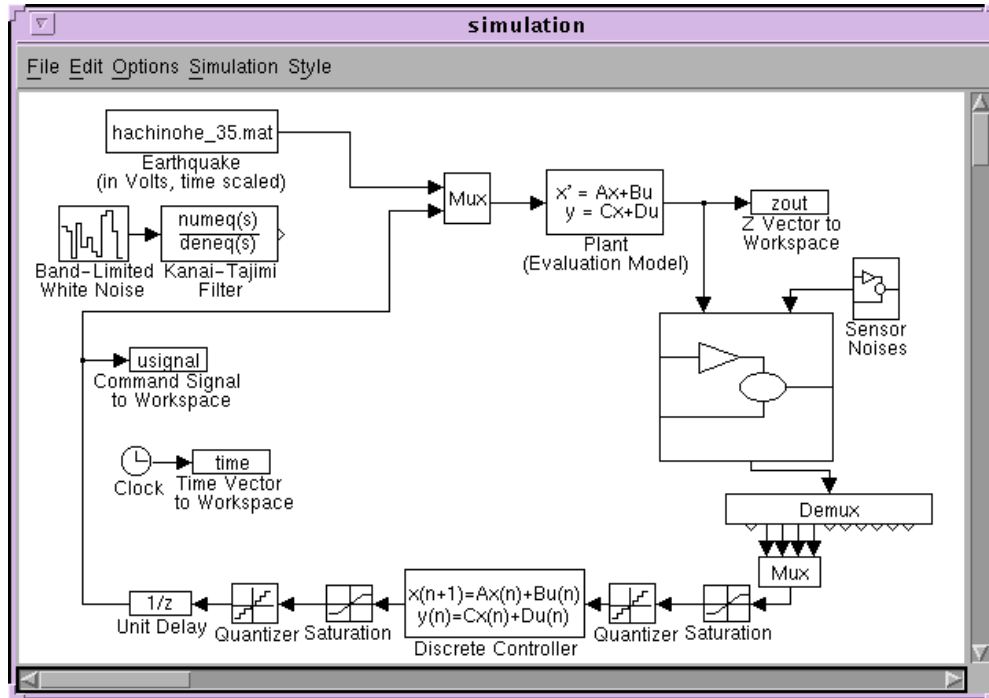 simulation
File Edit Options Simulation Style
hachinohe_35.mat
Earthquake
(in Volts, time scaled)
Mux
x' = Ax+Bu
y = Cx+Du
Plant
(Evaluation Model)
zout
Z Vector to
Workspace
numeq(s)
deneq(s)
Band-Limited
White Noise
Kanai-Tajimi
Filter
Sensor
Noises
usignal
Command Signal
to Workspace
Clock
time
Time Vector
to Workspace
Demux
Mux
1/z
Unit Delay
Quantizer
Saturation
x(n+1)=Ax(n)+Bu(n)
y(n)=Cx(n)+Du(n)
Discrete Controller
Quantizer
Saturation